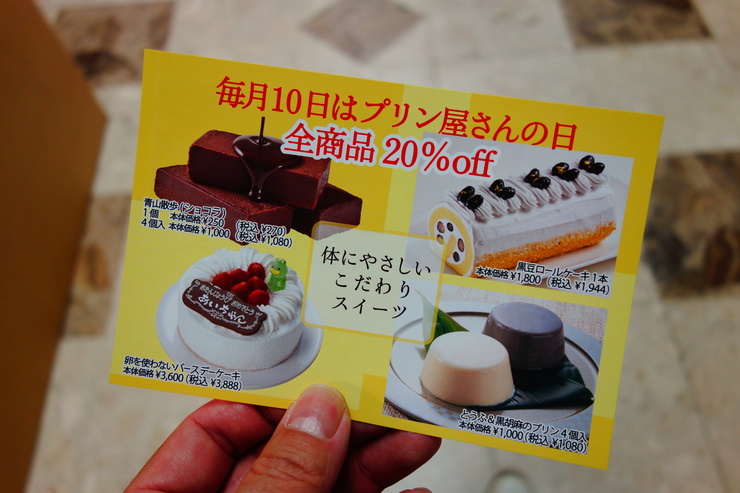 毎月10日はプリン屋さんの日
全商品 20%off
青山散歩(ショコラ)
1個 本体価格¥250 (税込 ¥270)
4個入 本体価格¥1,000 (税込 ¥1,080)
黒豆ロールケーキ1本
本体価格 ¥1,800 (税込 ¥1,944)
体にやさしい
こだわり
スイーツ
あいちゃん
卵を使わないバースデーケーキ
本体価格 ¥3,600 (税込 ¥3,888)
とうふ&黒胡麻のプリン4個入
本体価格 ¥1,000 (税込 ¥1,080)